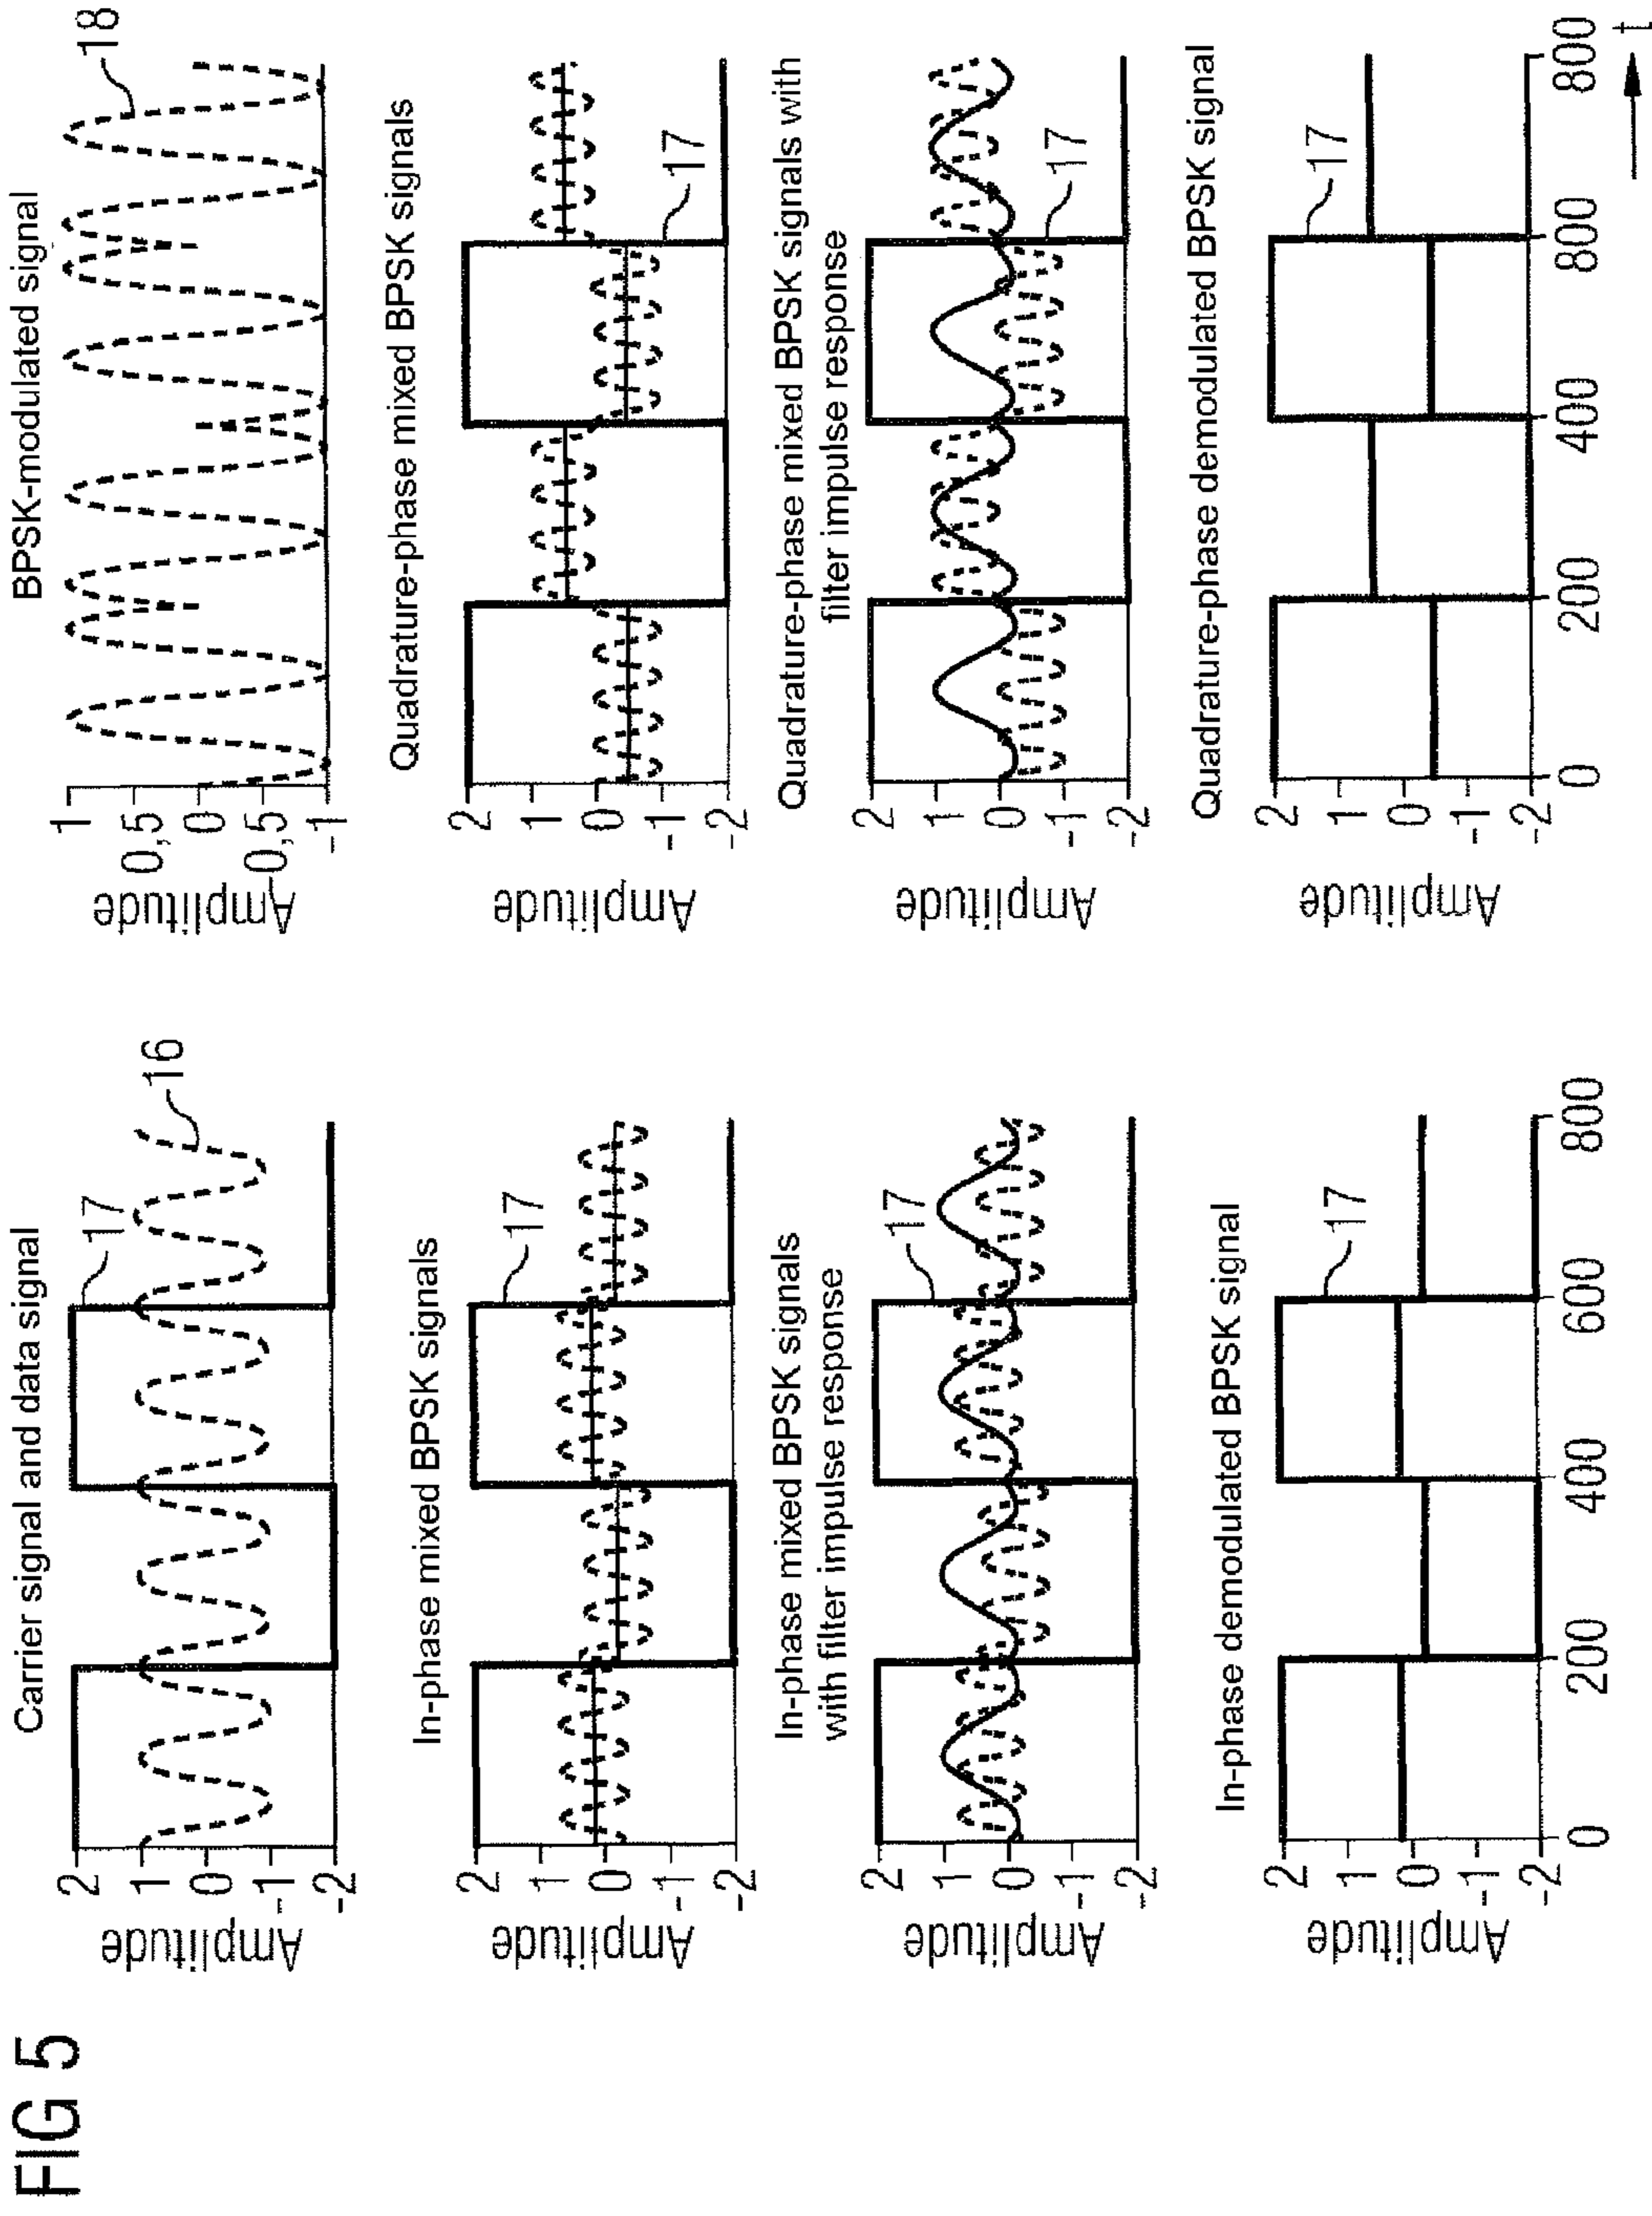 FIG 5
Carrier signal and data signal
17
16
Amplitude
2
1
0
-1
-2
BPSK-modulated signal
18
Amplitude
1
0,5
0
0,5
-1
In-phase mixed BPSK signals
17
Amplitude
2
1
0
-1
-2
Quadrature-phase mixed BPSK signals
17
Amplitude
2
1
0
-1
-2
In-phase mixed BPSK signals
with filter impulse response
17
Amplitude
2
1
0
-1
-2
Quadrature-phase mixed BPSK signals with
filter impulse response
17
Amplitude
2
1
0
-1
-2
In-phase demodulated BPSK signal
17
Amplitude
2
1
0
-1
-2
0 200 400 600 800
Quadrature-phase demodulated BPSK signal
17
Amplitude
2
1
0
-1
-2
0 200 400 800 800
t